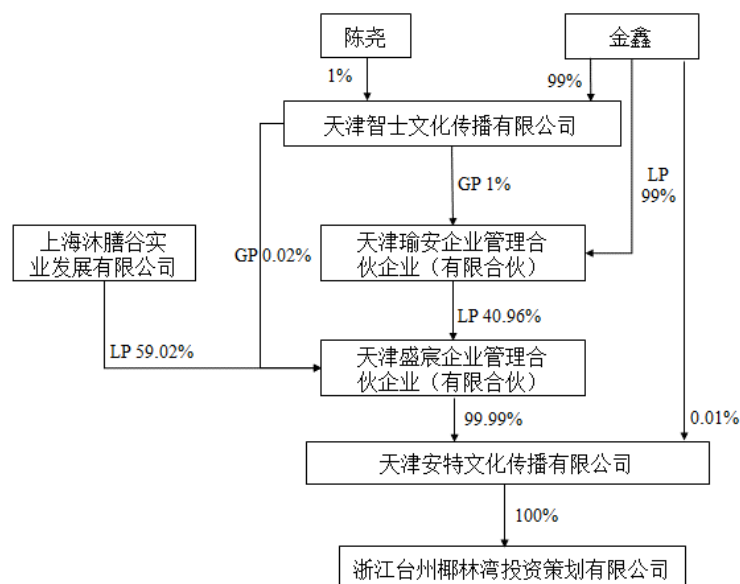 陈尧
金鑫
1%
99%
天津智士文化传播有限公司
GP 1%
LP
99%
上海沐膳谷实
业发展有限公司
GP 0.02%
天津瑜安企业管理合
伙企业（有限合伙）
LP 59.02%
LP 40.96%
天津盛宸企业管理合
伙企业（有限合伙）
99.99%
0.01%
天津安特文化传播有限公司
100%
浙江台州椰林湾投资策划有限公司